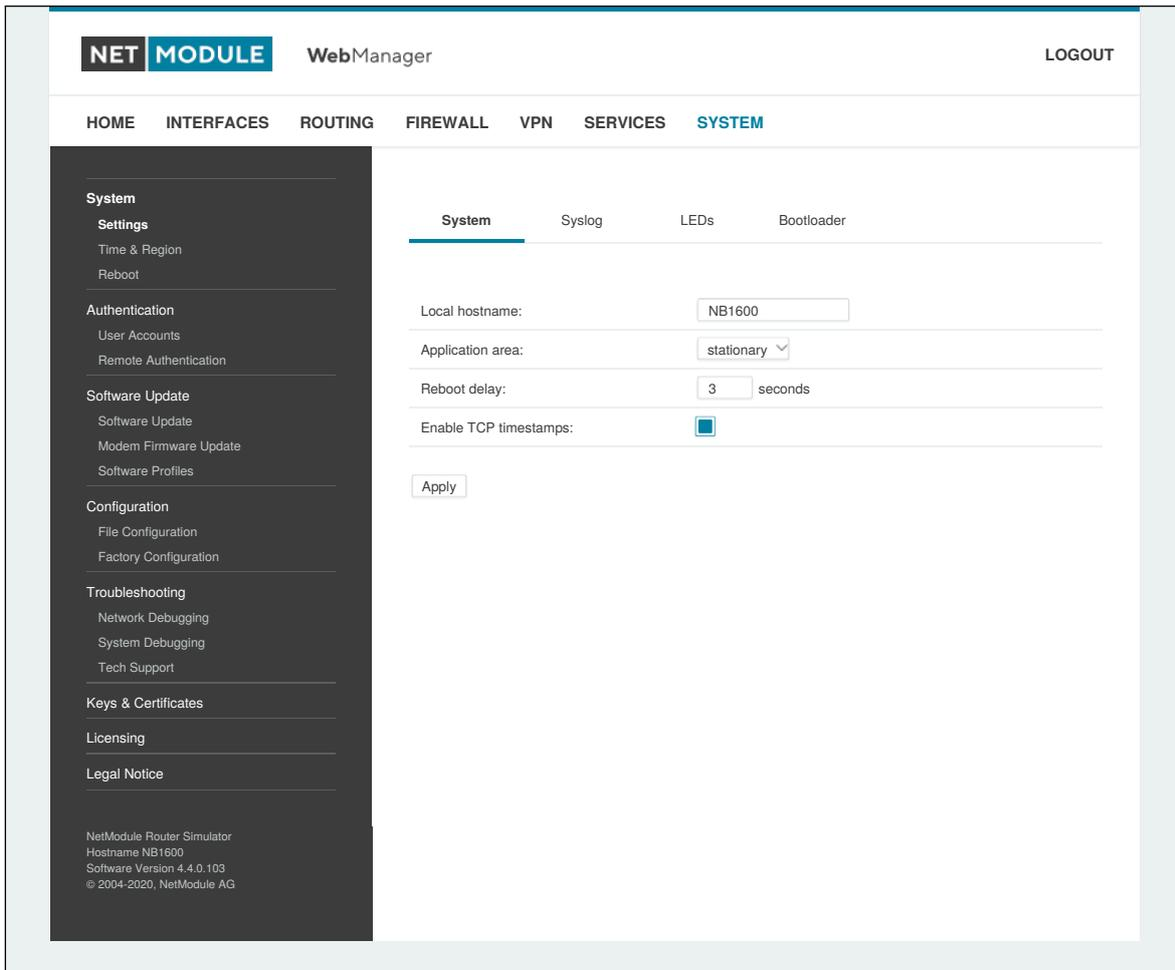 NET MODULE WebManager LOGOUT
HOME INTERFACES ROUTING FIREWALL VPN SERVICES SYSTEM
System
Settings
Time & Region
Reboot
Authentication
User Accounts
Remote Authentication
Software Update
Software Update
Modem Firmware Update
Software Profiles
Configuration
File Configuration
Factory Configuration
Troubleshooting
Network Debugging
System Debugging
Tech Support
Keys & Certificates
Licensing
Legal Notice
NetModule Router Simulator
Hostname NB1600
Software Version 4.4.0.103
© 2004-2020, NetModule AG
System Syslog LEDs Bootloader
Local hostname: NB1600
Application area: stationary
Reboot delay: 3 seconds
Enable TCP timestamps:
Apply